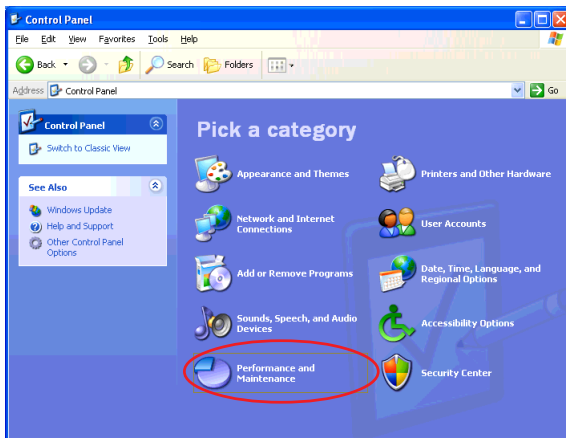 Control Panel
File Edit View Favorites Tools Help
Back Search Folders
Address Control Panel Go
Control Panel
Switch to Classic View
See Also
Windows Update
Help and Support
Other Control Panel
Options
Pick a category
Appearance and Themes
Printers and Other Hardware
Network and Internet
Connections
User Accounts
Add or Remove Programs
Date, Time, Language, and
Regional Options
Sounds, Speech, and Audio
Devices
Accessibility Options
Performance and
Maintenance
Security Center